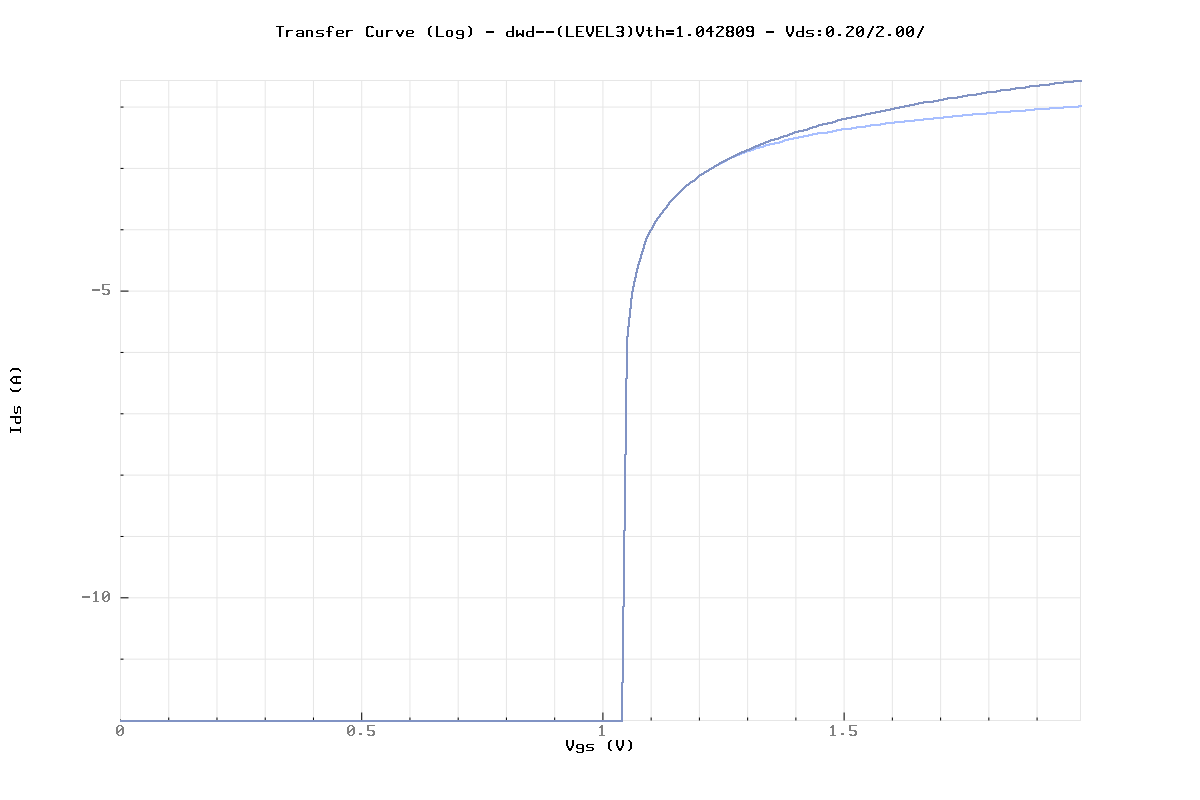 Transfer Curve (Log) - dwd--(LEVEL3)Vth=1.042809 - Vds:0.20/2.00/
-5
Ids (A)
-10
0 0.5 1 1.5
Vgs (V)